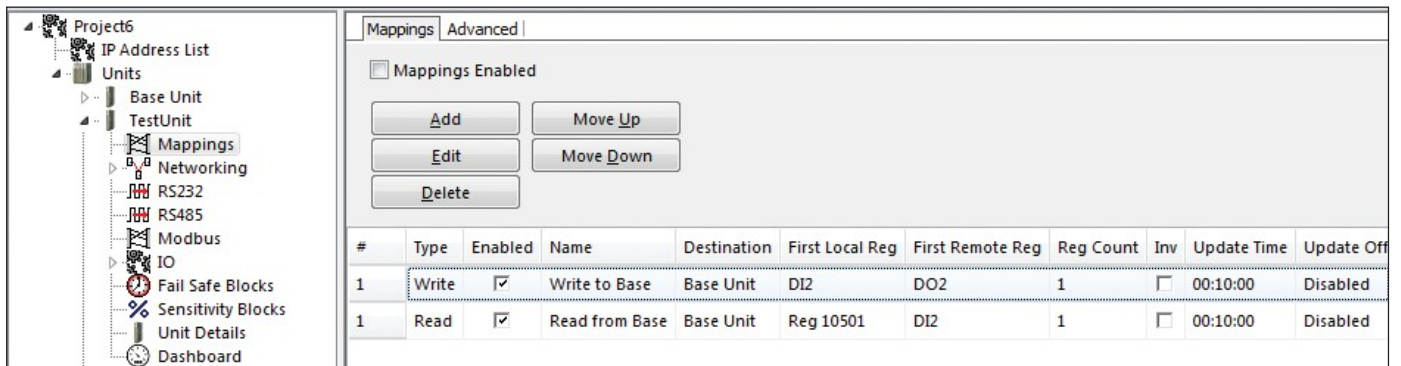 Project6
IP Address List
Units
Base Unit
TestUnit
Mappings
Networking
RS232
RS485
Modbus
IO
Fail Safe Blocks
Sensitivity Blocks
Unit Details
Dashboard
Mappings Advanced
Mappings Enabled
Add Move Up
Edit Move Down
Delete
# Type Enabled Name Destination First Local Reg First Remote Reg Reg Count Inv Update Time Update Off
1 Write Write to Base Base Unit DI2 DO2 1 00:10:00 Disabled
1 Read Read from Base Base Unit Reg 10501 DI2 1 00:10:00 Disabled